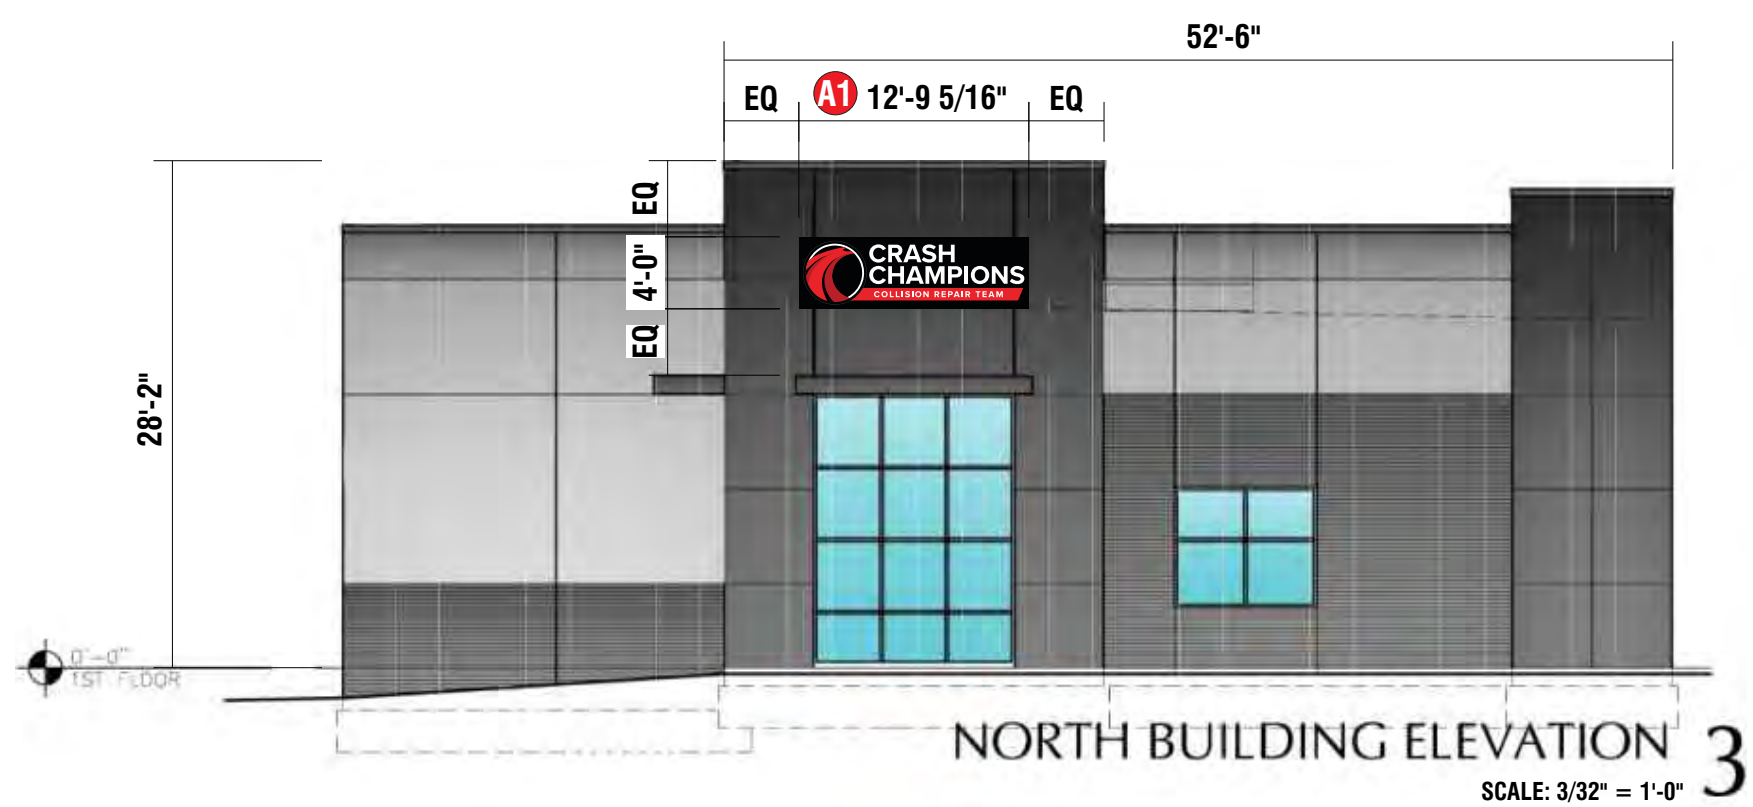 52'-6"
EQ A1 12'-9 5/16" EQ
EQ
4'-0"
EQ
28'-2"
CRASH
CHAMPIONS
COLLISION REPAIR TEAM
0'-0"
1ST FLOOR
NORTH BUILDING ELEVATION 3
SCALE: 3/32" = 1'-0"